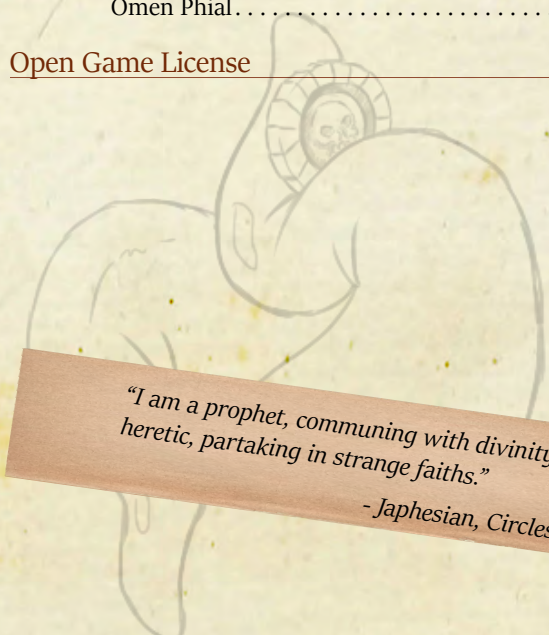 Omen Phial. . . . . . . . . . . . . . . . . . . . . . . . .
Open Game License
“I am a prophet, communing with divinity
heretic, partaking in strange faiths.”
- Japhesian, Circles